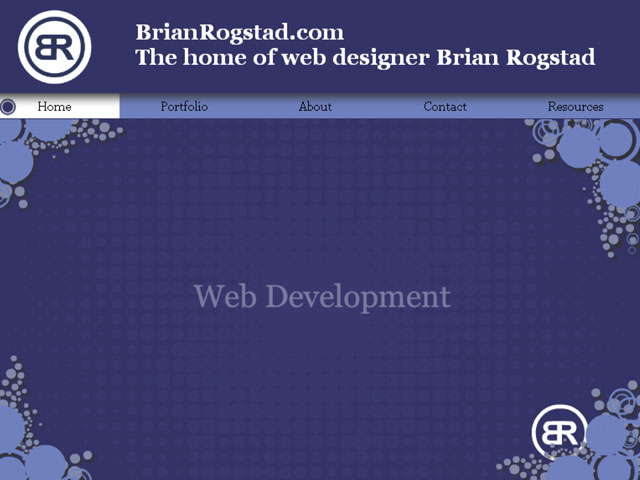 BR
BrianRogstad.com
The home of web designer Brian Rogstad
Home Portfolio About Contact Resources
Web Development
BR